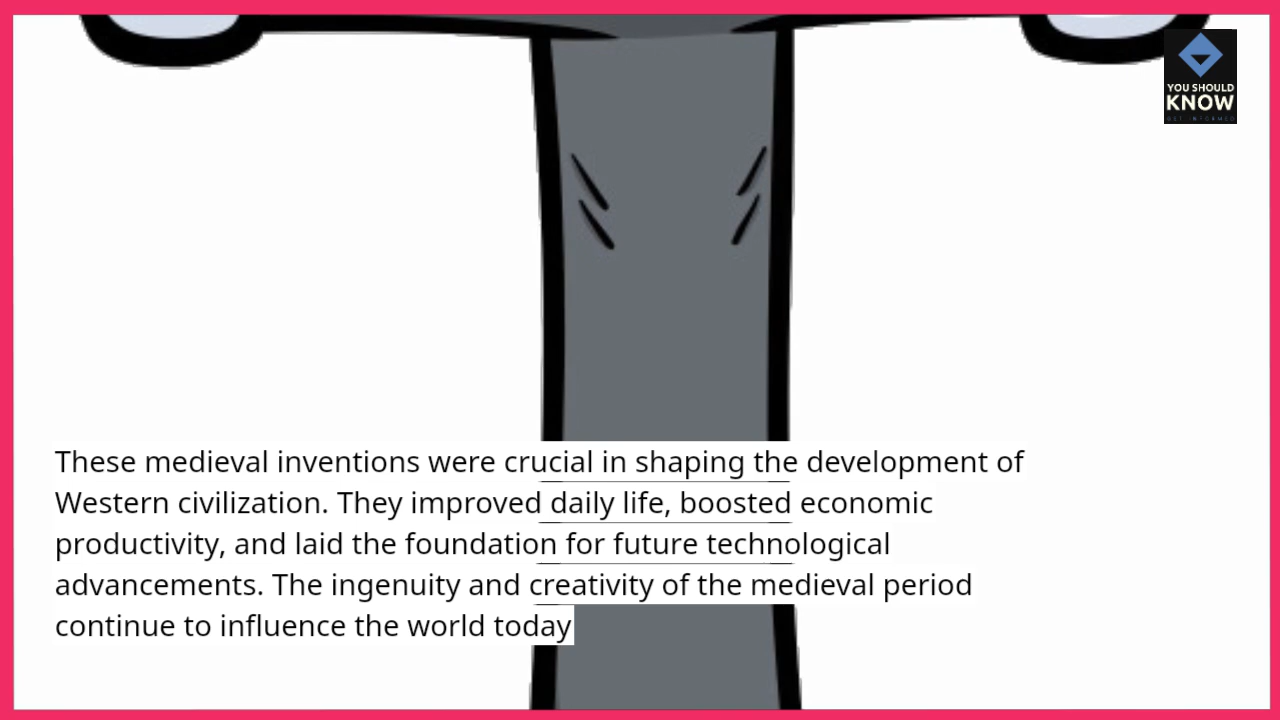 YOU SHOULD
KNOW
GET INFORMED
These medieval inventions were crucial in shaping the development of
Western civilization. They improved daily life, boosted economic
productivity, and laid the foundation for future technological
advancements. The ingenuity and creativity of the medieval period
continue to influence the world today